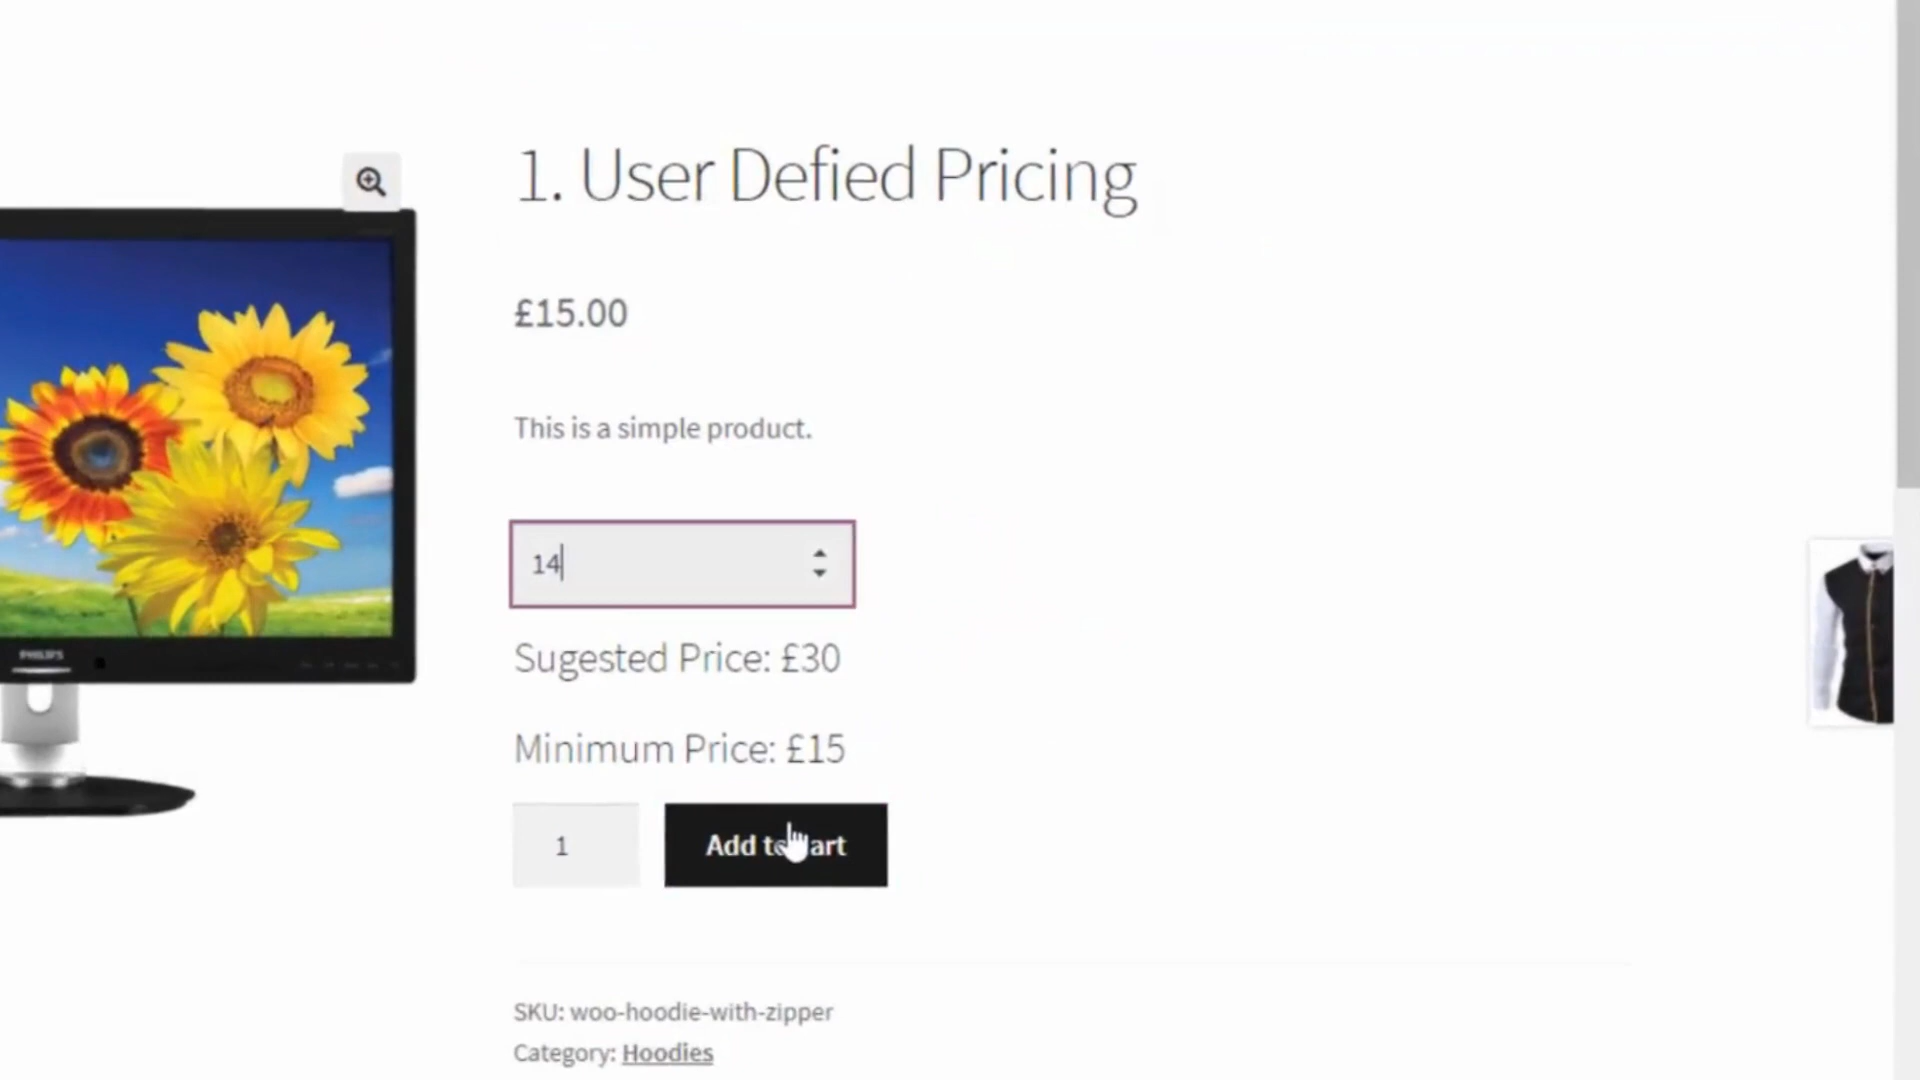 1. User Defied Pricing
£15.00
This is a simple product.
14
Sugested Price: £30
PHILIPS
Minimum Price: £15
1
Add to art
SKU: woo-hoodie-with-zipper
Category: Hoodies